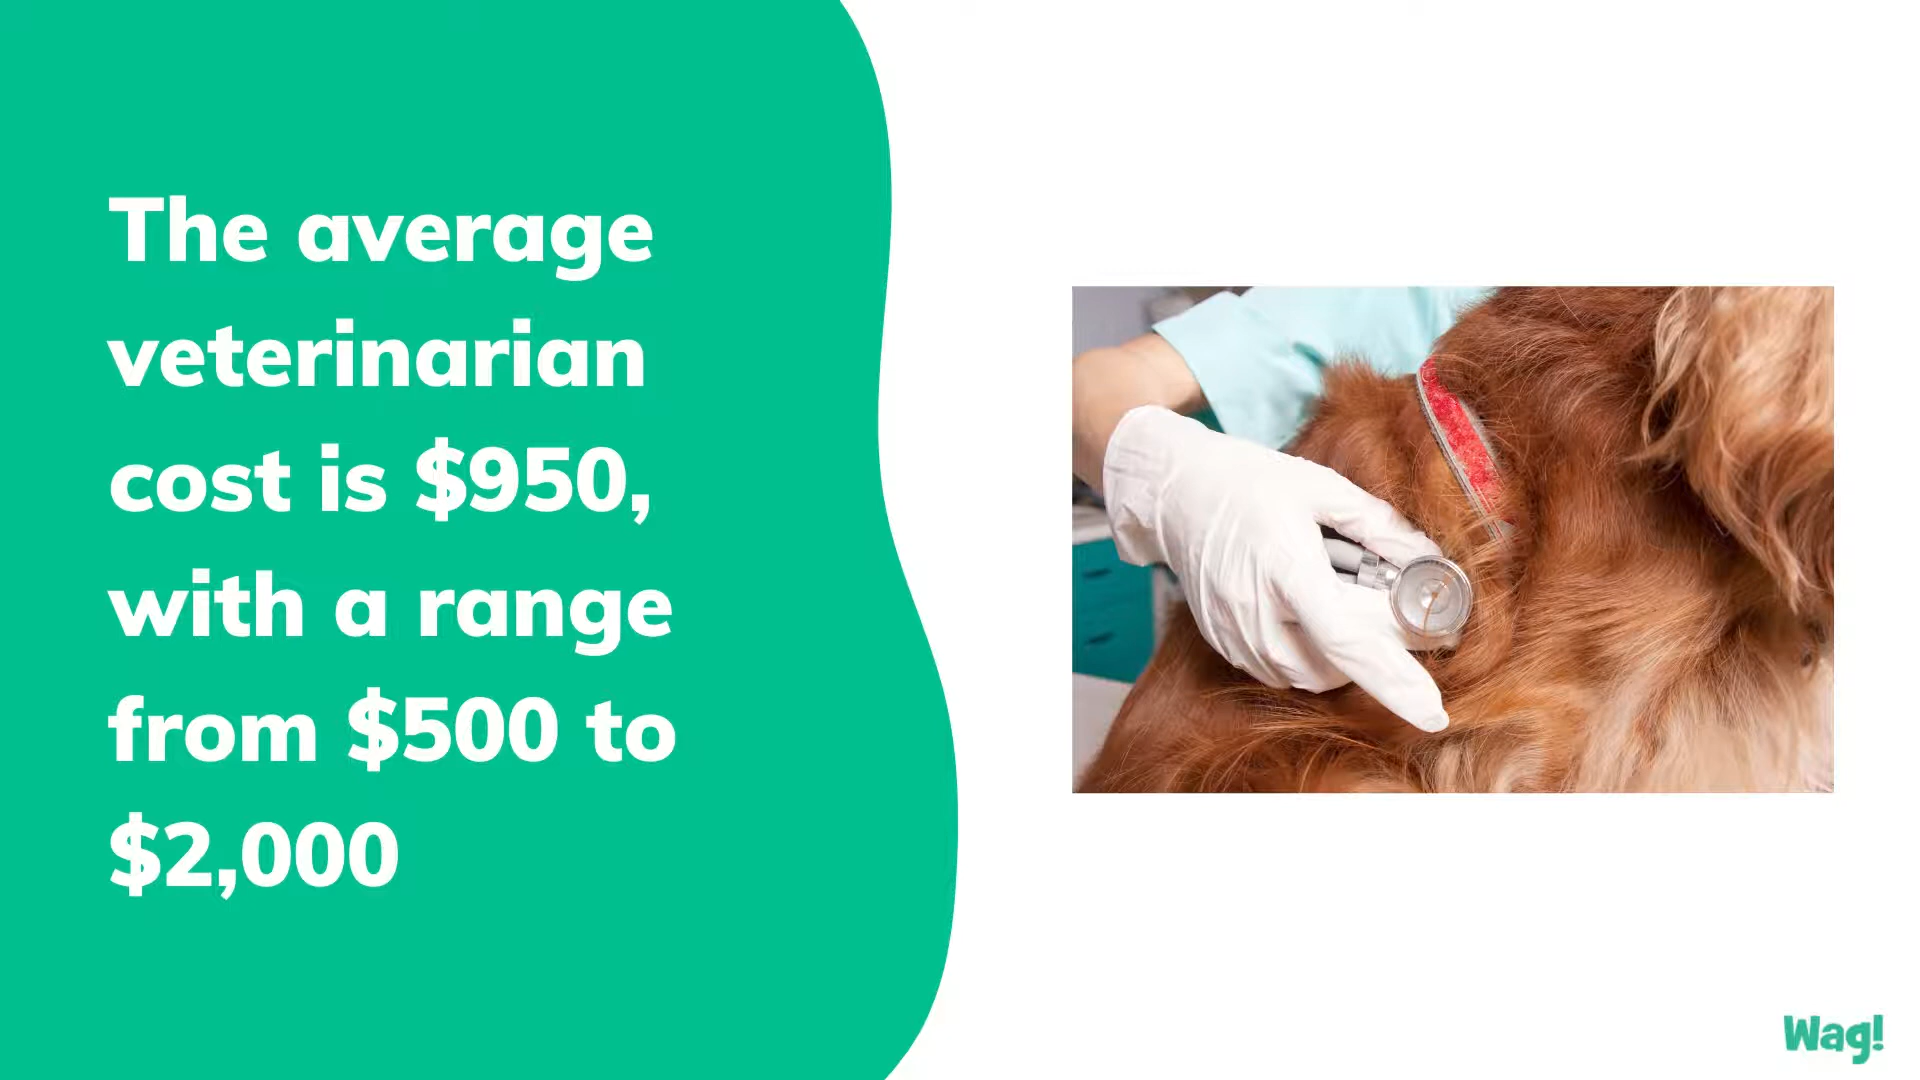 The average
veterinarian
cost is $950,
with a range
from $500 to
$2,000
Wag!